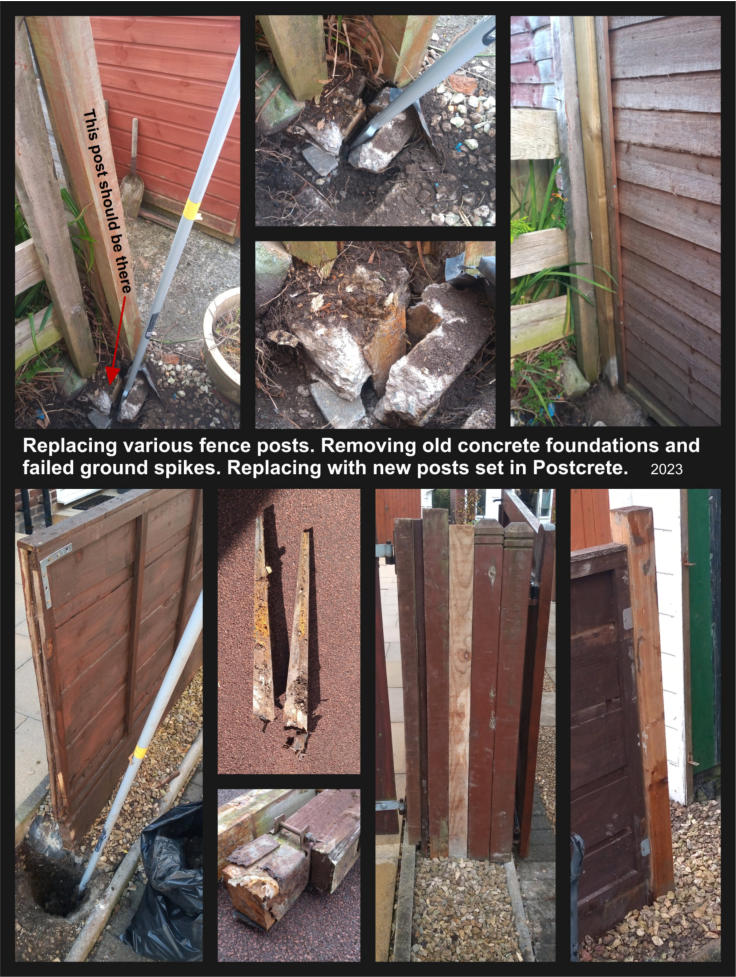 This post should be there
Replacing various fence posts. Removing old concrete foundations and
failed ground spikes. Replacing with new posts set in Postcrete. 2023